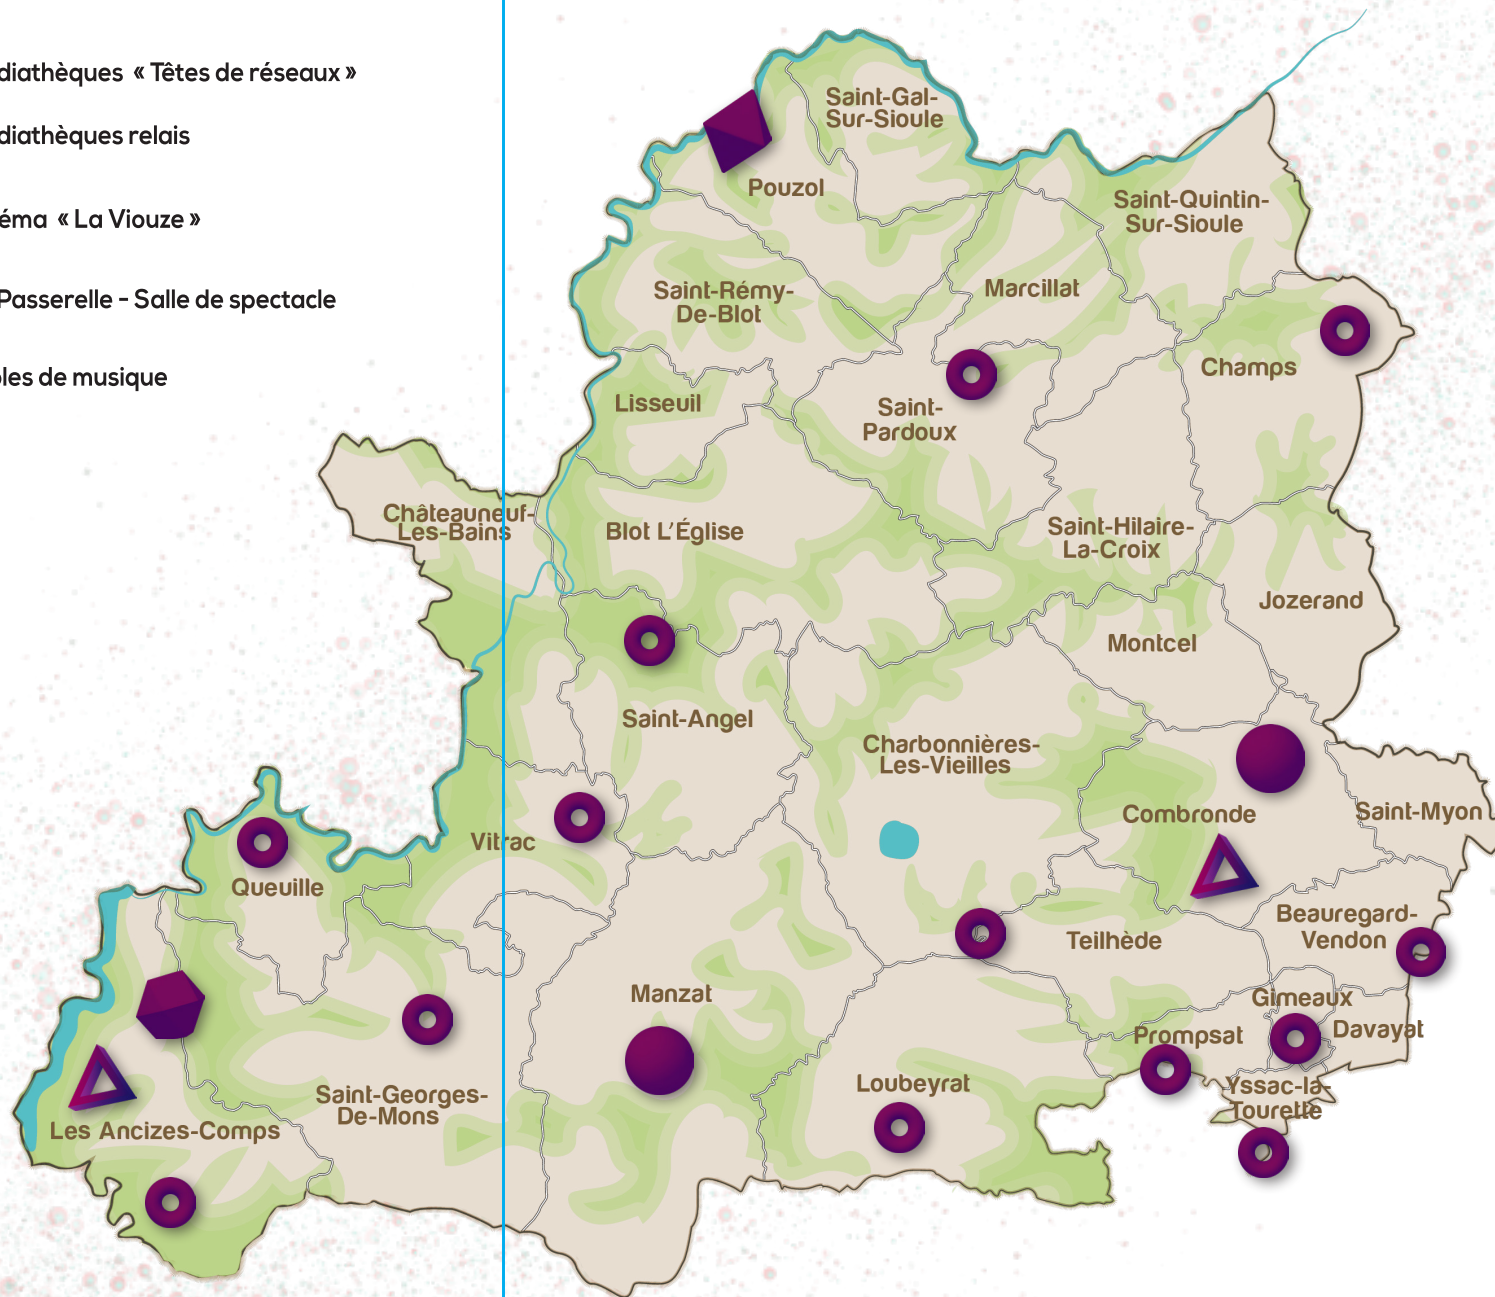 diathèques « Têtes de réseaux »
diathèques relais
éma « La Viouze »
Passerelle - Salle de spectacle
les de musique
Saint-Gal-
Sur-Sioule
Pouzol
Saint-Quintin-
Sur-Sioule
Saint-Rémy-
De-Blot
Marcillat
Champs
Lisseuil
Saint-
Pardoux
Châteauneuf-
Les-Bains
Blot L'Église
Saint-Hilaire-
La-Croix
Jozerand
Montcel
Saint-Angel
Charbonnières-
Les-Vieilles
Combronde
Saint-Myon
Vitrac
Queuille
Beauregard-
Vendon
Teilhède
Manzat
Gimeaux
Davayat
Prompsat
Loubeyrat
Yssac-la-
Tourette
Saint-Georges-
De-Mons
Les Ancizes-Comps